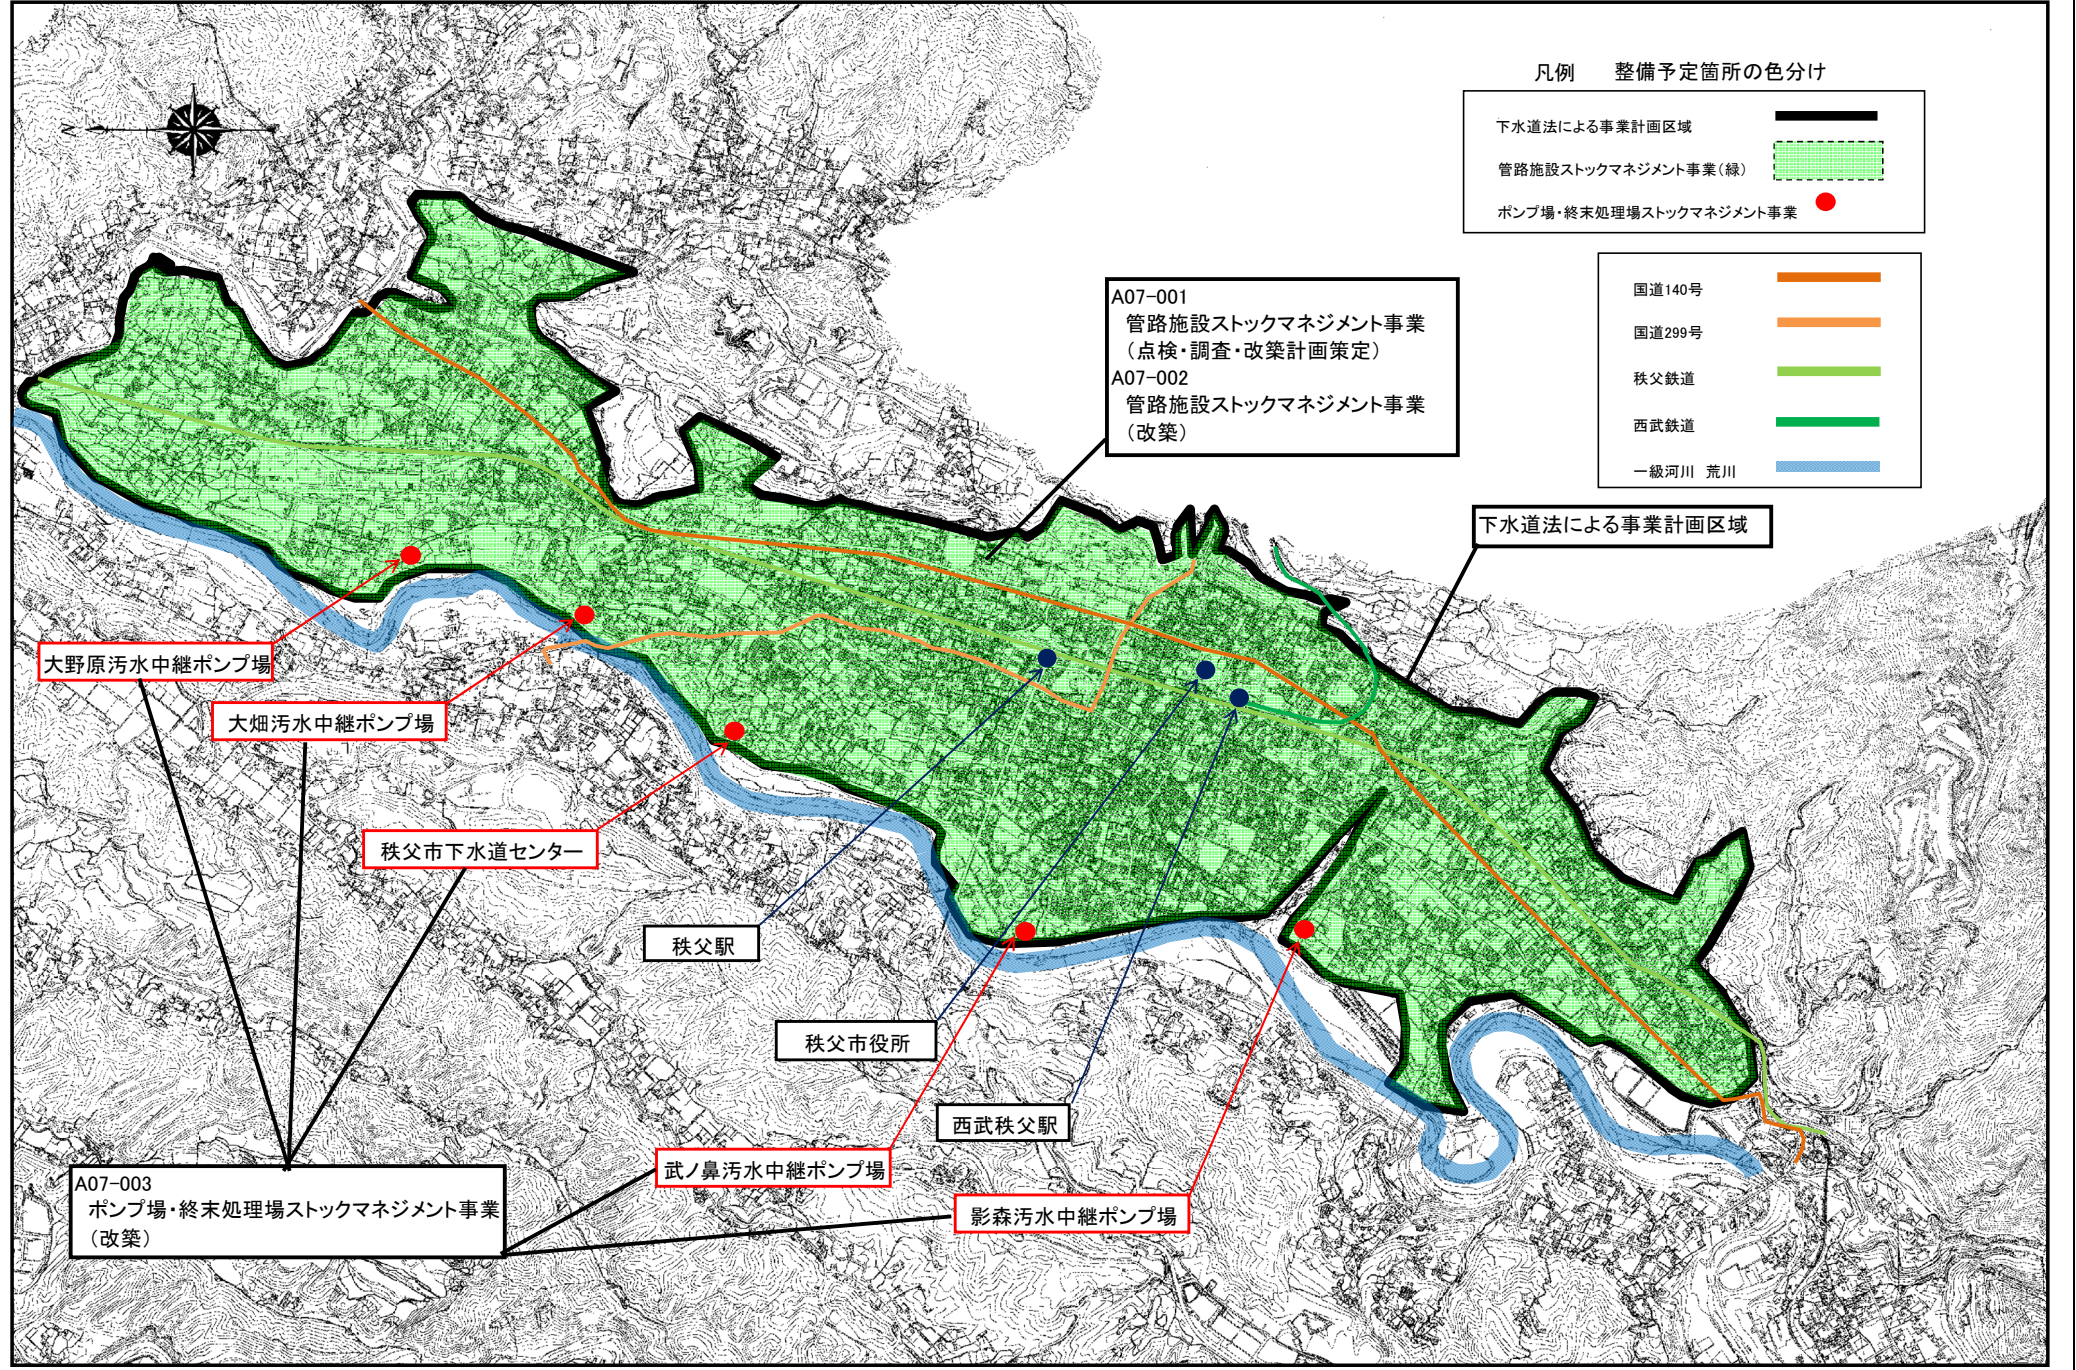 凡例　整備予定箇所の色分け
下水道法による事業計画区域
管路施設ストックマネジメント事業(緑)
ポンプ場・終末処理場ストックマネジメント事業
国道140号
国道299号
秩父鉄道
西武鉄道
一級河川 荒川
N
A07-001
管路施設ストックマネジメント事業
(点検・調査・改築計画策定)
A07-002
管路施設ストックマネジメント事業
(改築)
下水道法による事業計画区域
大野原汚水中継ポンプ場
大畑汚水中継ポンプ場
秩父市下水道センター
秩父駅
秩父市役所
西武秩父駅
武ノ鼻汚水中継ポンプ場
影森汚水中継ポンプ場
A07-003
ポンプ場・終末処理場ストックマネジメント事業
(改築)